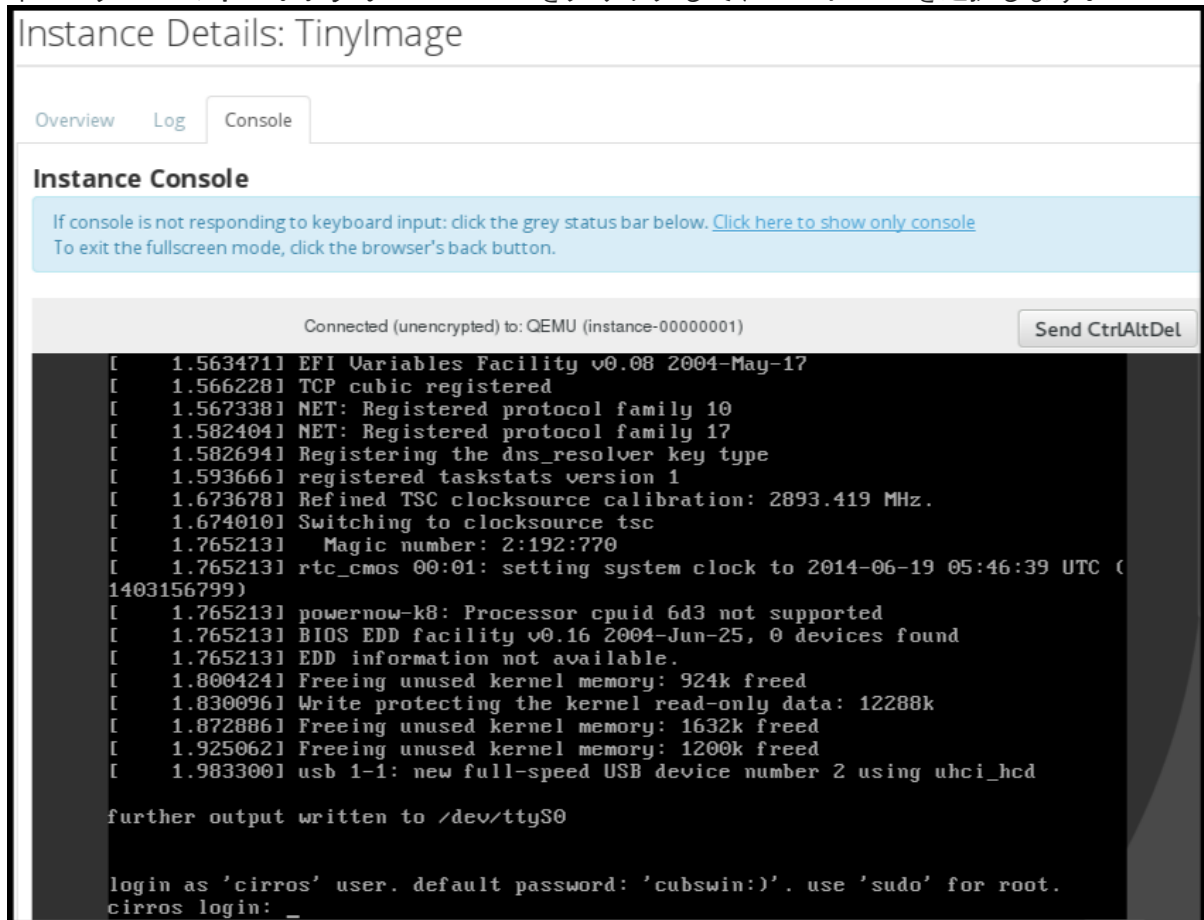 Instance Details: TinyImage
Overview Log Console
Instance Console
If console is not responding to keyboard input: click the grey status bar below. Click here to show only console
To exit the fullscreen mode, click the browser's back button.
Connected (unencrypted) to: QEMU (instance-00000001) Send CtrlAltDel
[ 1.563471] EFI Variables Facility v0.08 2004-May-17
[ 1.566228] TCP cubic registered
[ 1.567338] NET: Registered protocol family 10
[ 1.582404] NET: Registered protocol family 17
[ 1.582694] Registering the dns_resolver key type
[ 1.593666] registered taskstats version 1
[ 1.673678] Refined TSC clocksource calibration: 2893.419 MHz.
[ 1.674010] Switching to clocksource tsc
[ 1.765213] Magic number: 2:192:770
[ 1.765213] rtc_cmos 00:01: setting system clock to 2014-06-19 05:46:39 UTC (
1403156799)
[ 1.765213] powernow-k8: Processor cpuid 6d3 not supported
[ 1.765213] BIOS EDD facility v0.16 2004-Jun-25, 0 devices found
[ 1.765213] EDD information not available.
[ 1.800424] Freeing unused kernel memory: 924k freed
[ 1.830096] Write protecting the kernel read-only data: 12288k
[ 1.872886] Freeing unused kernel memory: 1632k freed
[ 1.925062] Freeing unused kernel memory: 1200k freed
[ 1.983300] usb 1-1: new full-speed USB device number 2 using uhci_hcd
further output written to /dev/ttyS0
login as 'cirros' user. default password: 'cubswin:)'. use 'sudo' for root.
cirros login: _